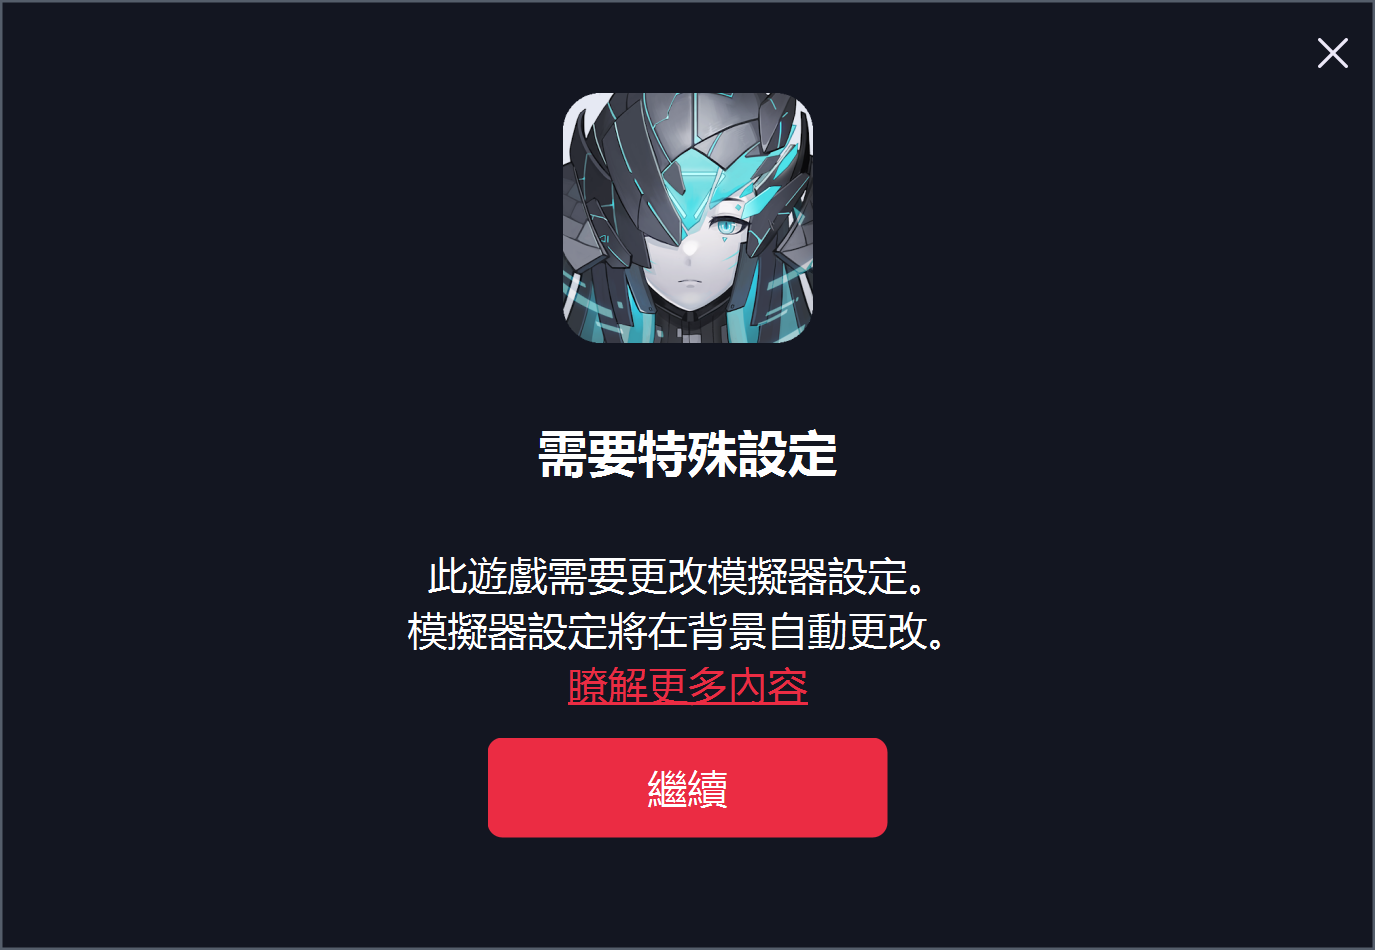 需要特殊設定
此遊戲需要更改模擬器設定。
模擬器設定將在背景自動更改。
瞭解更多內容
繼續